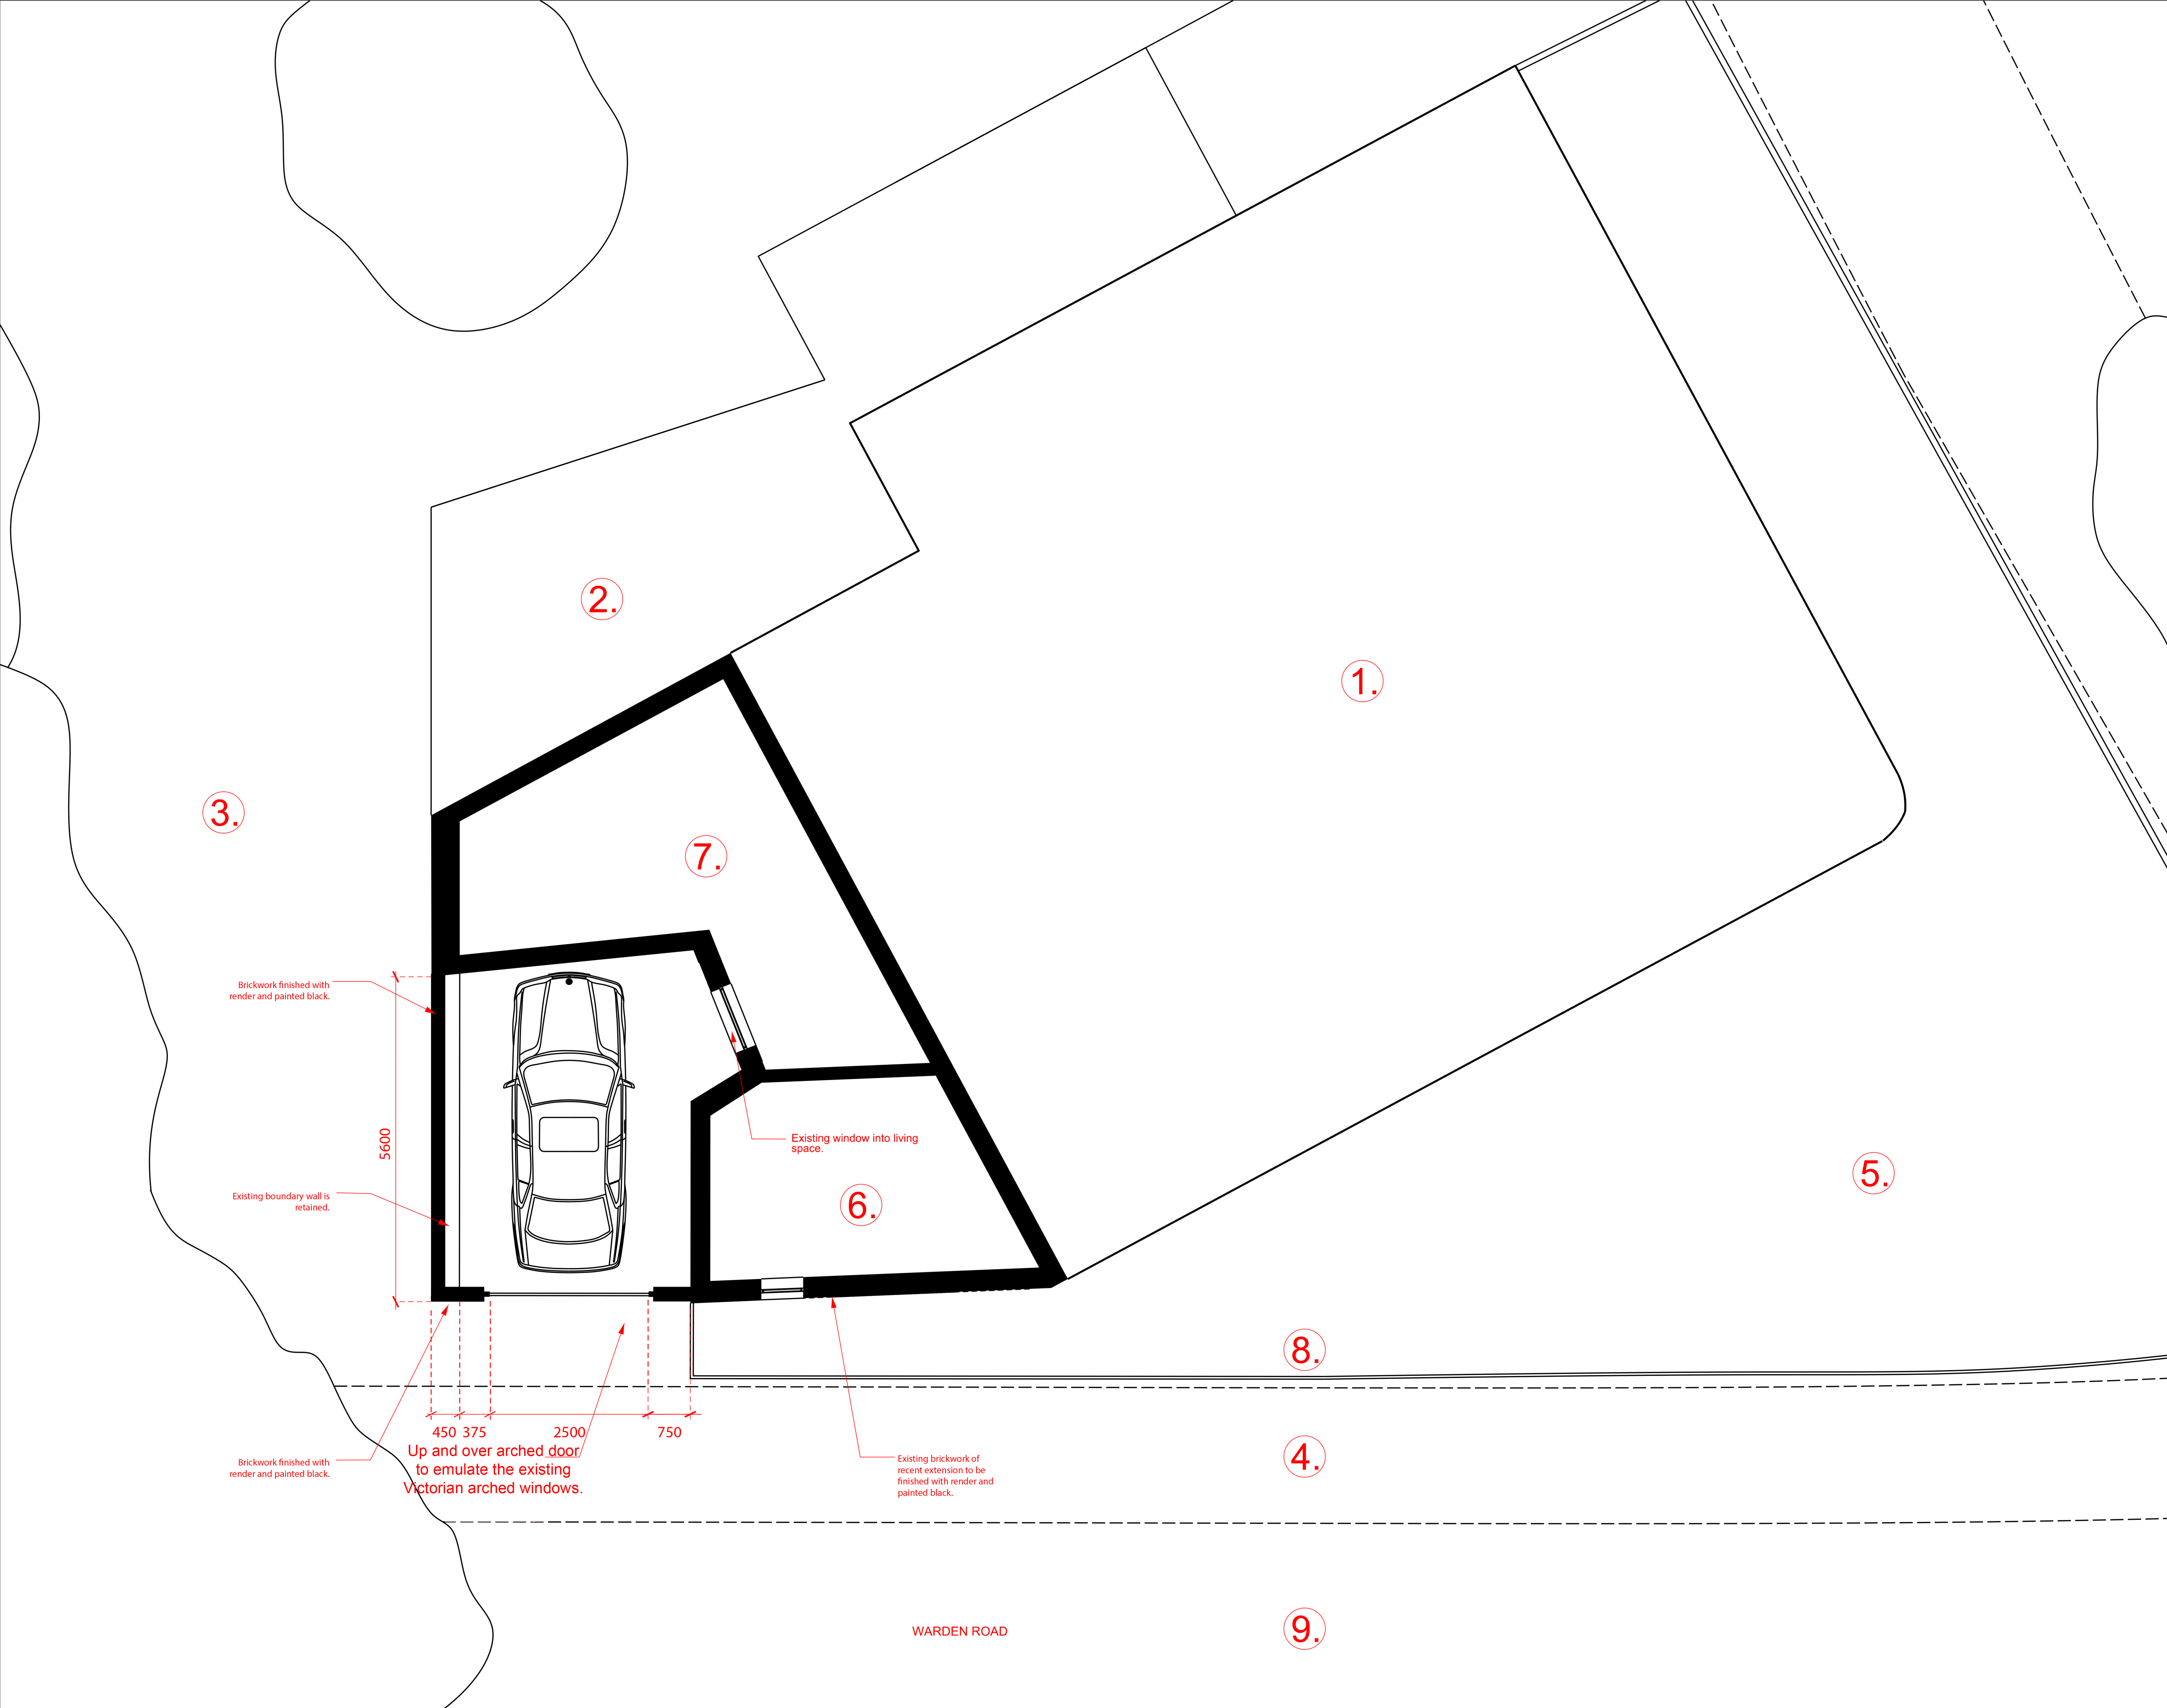 2.
1.
3.
7.
Brickwork finished with
render and painted black.
5600
Existing window into living
space.
5.
Existing boundary wall is
retained.
6.
8.
450 375 2500 750
Up and over arched door
to emulate the existing
Victorian arched windows.
Brickwork finished with
render and painted black.
Existing brickwork of
recent extension to be
finished with render and
painted black.
4.
WARDEN ROAD
9.